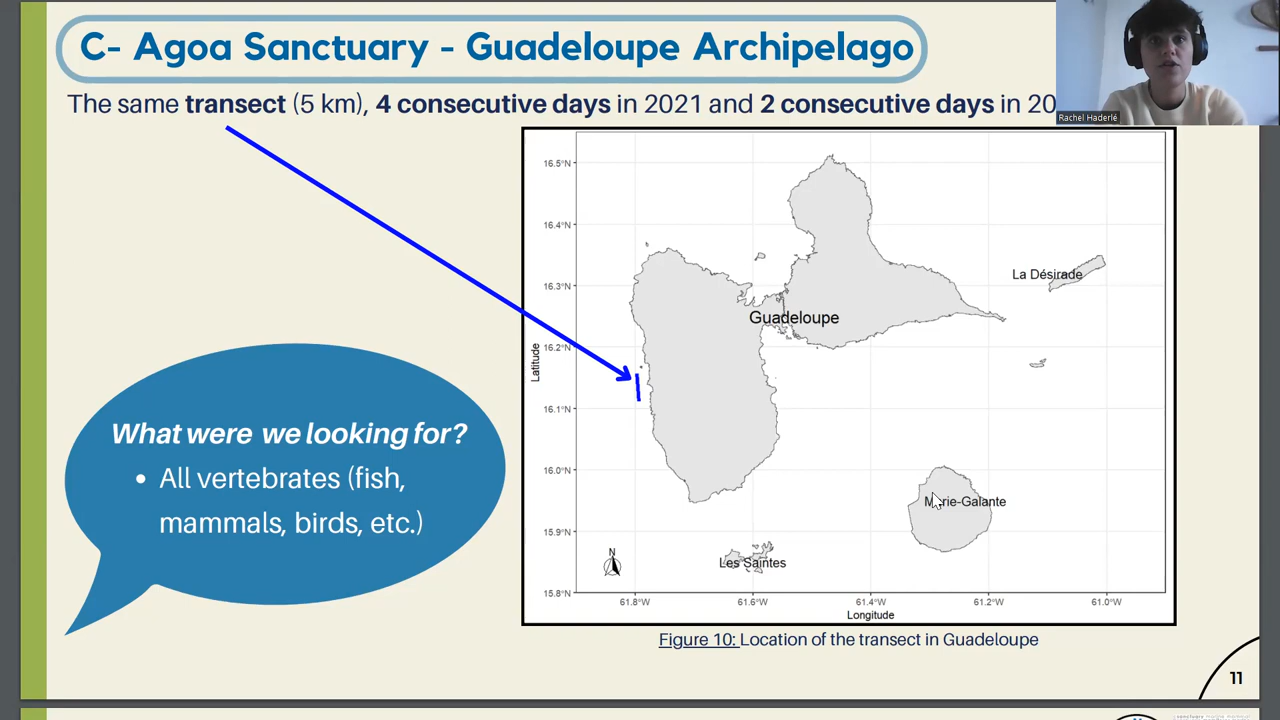 C- Agoa Sanctuary - Guadeloupe Archipelago
The same transect (5 km), 4 consecutive days in 2021 and 2 consecutive days in 20
Rachel Haderlé
16.5°N
16.4°N
16.3°N
16.2°N
16.1°N
16.0°N
15.9°N
15.8°N
Latitude
La Désirade
Guadeloupe
Marie-Galante
Les Saintes
N
61.8°W
61.6°W
61.4°W
61.2°W
61.0°W
Longitude
What were we looking for?
• All vertebrates (fish,
mammals, birds, etc.)
Figure 10: Location of the transect in Guadeloupe
11